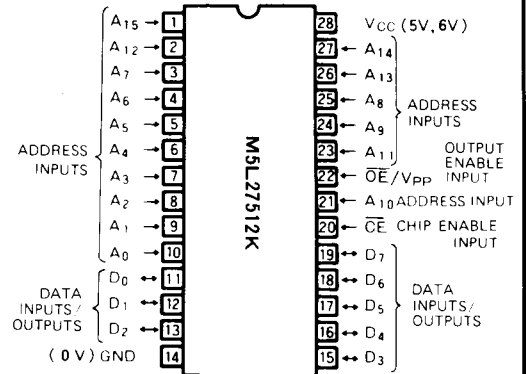 A15 → 1
A12 → 2
A7 → 3
A6 → 4
A5 → 5
A4 → 6
A3 → 7
A2 → 8
A1 → 9
A0 → 10
D0 ↔ 11
D1 ↔ 12
D2 ↔ 13
(0V) GND 14
ADDRESS
INPUTS
DATA
INPUTS/
OUTPUTS
M5L27512K
28 VCC (5V, 6V)
27 ← A14
26 ← A13
25 ← A8
24 ← A9
23 ← A11
22 ← OE/VPP
21 ← A10 ADDRESS INPUT
20 ← CE CHIP ENABLE
INPUT
19 ↔ D7
18 ↔ D6
17 ↔ D5
16 ↔ D4
15 ↔ D3
ADDRESS
INPUTS
OUTPUT
ENABLE
INPUT
DATA
INPUTS/
OUTPUTS